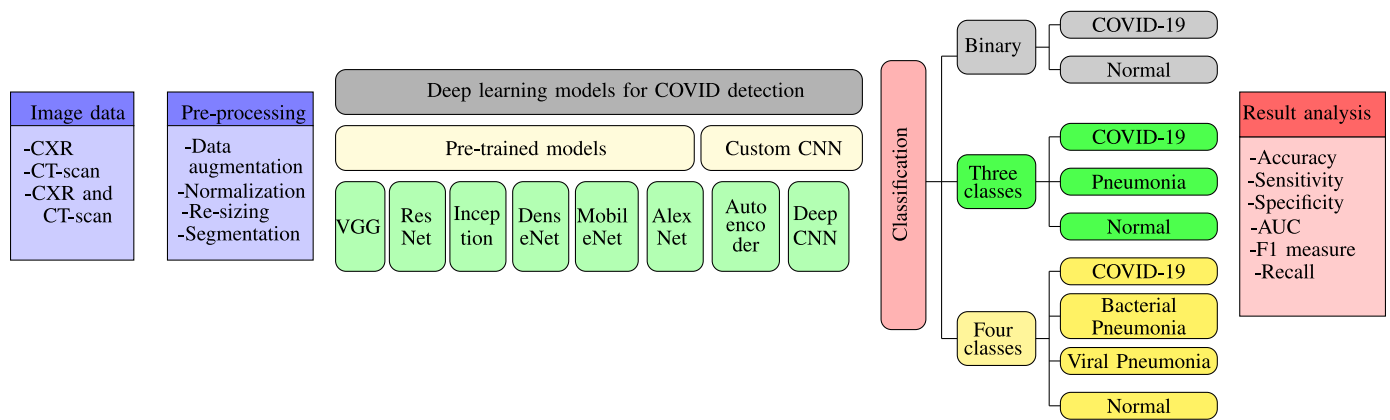 Image data
-CXR
-CT-scan
-CXR and
CT-scan
Pre-processing
-Data
augmentation
-Normalization
-Re-sizing
-Segmentation
Deep learning models for COVID detection
Pre-trained models
Custom CNN
VGG
Res
Net
Incep
tion
Dens
eNet
Mobil
eNet
Alex
Net
Auto
enco
der
Deep
CNN
Classification
Binary
COVID-19
Normal
Three
classes
COVID-19
Pneumonia
Normal
Four
classes
COVID-19
Bacterial
Pneumonia
Viral Pneumonia
Normal
Result analysis
-Accuracy
-Sensitivity
-Specificity
-AUC
-F1 measure
-Recall